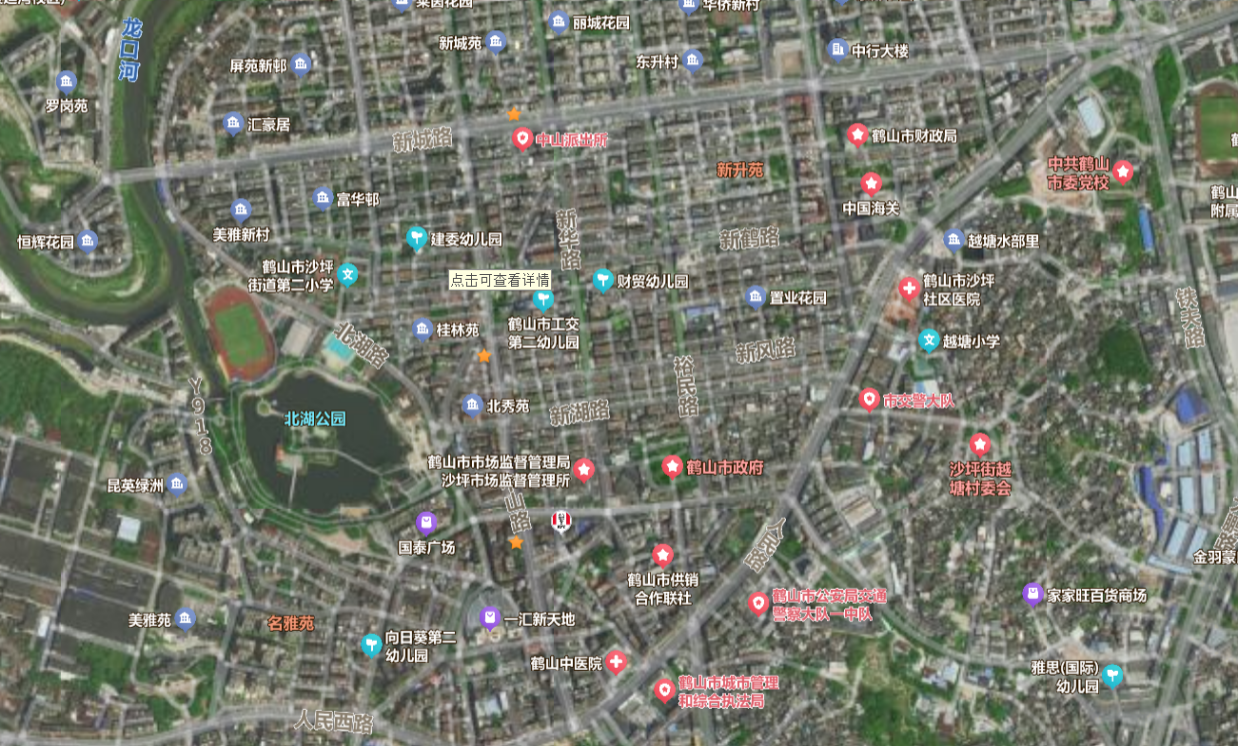 莱茵花园
华侨新村
丽城花园
龙口河
新城苑
屏苑新邨
东升村
中行大楼
罗岗苑
汇豪居
新城路
中山派出所
鹤山市财政局
新升苑
中共鹤山
市委党校
中国海关
富华邨
美雅新村
恒辉花园
建委幼儿园
新华路
新鹤路
越塘水部里
鹤山市沙坪
街道第二小学
点击可查看详情
财贸幼儿园
鹤山市沙坪
社区医院
置业花园
铁夫路
鹤山市工交
第二幼儿园
桂林苑
北湖路
越塘小学
新风路
裕民路
Y918
北秀苑
新湖路
市交警大队
北湖公园
鹤山市市场监督管理局
沙坪市场监督管理所
鹤山市政府
沙坪街越
塘村委会
昆英绿洲
国泰广场
鹤山市供销
合作联社
金羽蒙
鹤山市公安局交通
警察大队一中队
家家旺百货商场
美雅苑
名雅苑
一汇新天地
向日葵第二
幼儿园
鹤山中医院
雅思(国际)
幼儿园
鹤山市城市管理
和综合执法局
人民西路